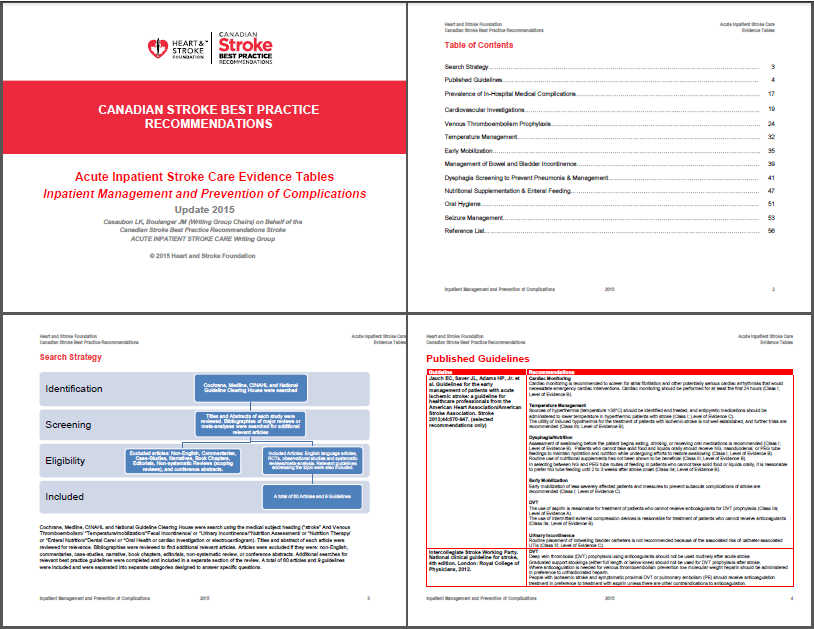 HEART &
STROKE
FOUNDATION
CANADIAN
Stroke
BEST PRACTICE
RECOMMENDATIONS
CANADIAN STROKE BEST PRACTICE
RECOMMENDATIONS
Acute Inpatient Stroke Care Evidence Tables
Inpatient Management and Prevention of Complications
Update 2015
Casaubon LK, Boulanger JM (Writing Group Chairs) on Behalf of the
Canadian Stroke Best Practice Recommendations Stroke
ACUTE INPATIENT STROKE CARE Writing Group
© 2015 Heart and Stroke Foundation
Heart and Stroke Foundation Acute Inpatient Stroke Care
Canadian Stroke Best Practice Recommendations Evidence Tables
Table of Contents
Search Strategy 3
Published Guidelines 4
Prevalence of In-Hospital Medical Complications 17
Cardiovascular Investigations 19
Venous Thromboembolism Prophylaxis 24
Temperature Management 32
Early Mobilization 35
Management of Bowel and Bladder Incontinence 39
Dysphagia Screening to Prevent Pneumonia & Management 41
Nutritional Supplementation & Enteral Feeding 47
Oral Hygiene 51
Seizure Management 53
Reference List 56
Inpatient Management and Prevention of Complications 2015 2
Heart and Stroke Foundation Acute Inpatient Stroke Care
Canadian Stroke Best Practice Recommendations Evidence Tables
Search Strategy
Identification
Cochrane, Medline, CINAHL and National
Guideline Clearing House were searched
Screening
Titles and Abstracts of each study were
reviewed. Bibliographies of major reviews or
meta-analyses were searched for additional
relevant articles
Eligibility
Excluded articles: Non-English, Commentaries,
Case-Studies, Narratives, Book Chapters,
Editorials, Non-systematic Reviews (scoping
reviews), and conference abstracts.
Included Articles: English language articles,
RCTs, observational studies and systematic
reviews/meta-analysis. Relevant guidelines
addressing the topic were also included.
Included
A total of 60 Articles and 9 Guidelines
Cochrane, Medline, CINAHL and National Guideline Clearing House were search using the medical subject heading ("stroke" And Venous
Thromboembolism/ "Temperature/mobilization"/"Fecal Incontinence/ or "Urinary Incontinence/"Nutrition Assessment/ or "Nutrition Therapy/
or "Enteral Nutrition"/"Dental Care/ or "Oral Health or cardiac investigation or electrocardiogram). Titles and abstract of each article were
reviewed for relevance. Bibliographies were reviewed to find additional relevant articles. Articles were excluded if they were: non-English,
commentaries, case-studies, narrative, book chapters, editorials, non-systematic review, or conference abstracts. Additional searches for
relevant best practice guidelines were completed and included in a separate section of the review. A total of 60 articles and 9 guidelines
were included and were separated into separate categories designed to answer specific questions.
Inpatient Management and Prevention of Complications 2015 3
Heart and Stroke Foundation Acute Inpatient Stroke Care
Canadian Stroke Best Practice Recommendations Evidence Tables
Published Guidelines
Guideline Recommendations
Jauch EC, Saver JL, Adams HP, Jr. et
al. Guidelines for the early
management of patients with acute
ischemic stroke: a guideline for
healthcare professionals from the
American Heart Association/American
Stroke Association. Stroke
2013;44:870-947. (selected
recommendations only)
Cardiac Monitoring
Cardiac monitoring is recommended to screen for atrial fibrillation and other potentially serious cardiac arrhythmias that would
necessitate emergency cardiac interventions. Cardiac monitoring should be performed for at least the first 24 hours (Class I;
Level of Evidence B).
Temperature Management
Sources of hyperthermia (temperature >38°C) should be identified and treated, and antipyretic medications should be
administered to lower temperature in hyperthermic patients with stroke (Class I; Level of Evidence C).
The utility of induced hypothermia for the treatment of patients with ischemic stroke is not well established, and further trials are
recommended (Class IIb; Level of Evidence B)
Dysphagia/Nutrition
Assessment of swallowing before the patient begins eating, drinking, or receiving oral medications is recommended (Class I;
Level of Evidence B). Patients who cannot take solid food and liquids orally should receive NG, nasoduodenal, or PEG tube
feedings to maintain hydration and nutrition while undergoing efforts to restore swallowing (Class I; Level of Evidence B).
Routine use of nutritional supplements has not been shown to be beneficial (Class III; Level of Evidence B).
In selecting between NG and PEG tube routes of feeding in patients who cannot take solid food or liquids orally, it is reasonable
to prefer NG tube feeding until 2 to 3 weeks after stroke onset (Class IIa; Level of Evidence B).
Early Mobilization
Early mobilization of less severely affected patients and measures to prevent subacute complications of stroke are
recommended (Class I; Level of Evidence C).
DVT
The use of aspirin is reasonable for treatment of patients who cannot receive anticoagulants for DVT prophylaxis (Class IIa;
Level of Evidence A).
The use of intermittent external compression devices is reasonable for treatment of patients who cannot receive anticoagulants
(Class IIa; Level of Evidence B).
Urinary Incontinence
Routine placement of indwelling bladder catheters is not recommended because of the associated risk of catheter-associated
UTIs (Class III; Level of Evidence C)
Intercollegiate Stroke Working Party.
National clinical guideline for stroke,
4th edition. London: Royal College of
Physicians, 2012.
DVT
Deep vein thrombosis (DVT) prophylaxis using anticoagulants should not be used routinely after acute stroke.
Graduated support stockings (either full length or below knee) should not be used for DVT prophylaxis after stroke.
Where anticoagulation is needed for venous thromboembolism prevention low molecular weight heparin should be administered
in preference to unfractionated heparin.
People with ischaemic stroke and symptomatic proximal DVT or pulmonary embolism (PE) should receive anticoagulation
treatment in preference to treatment with aspirin unless there are other contraindications to anticoagulation.
Inpatient Management and Prevention of Complications 2015 4